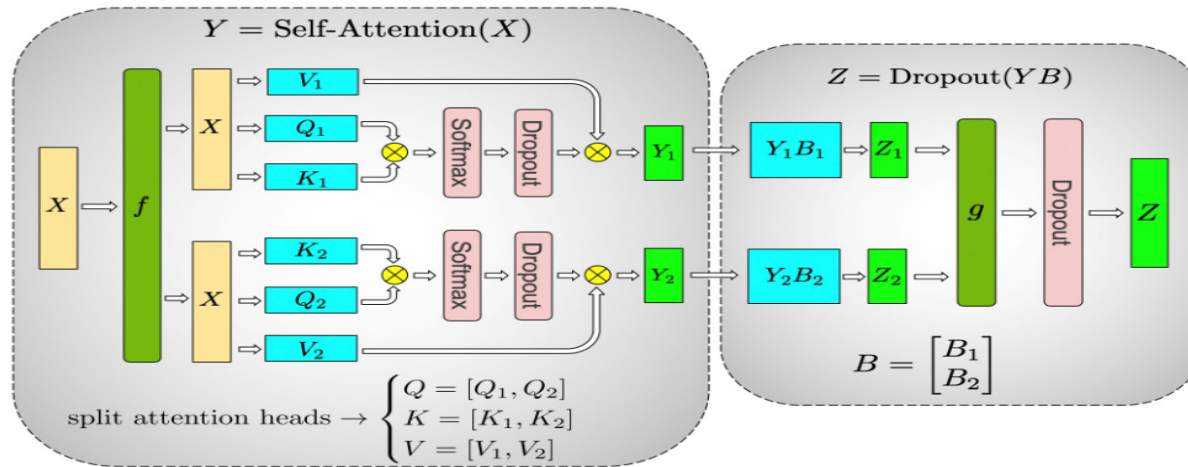 Y = Self-Attention(X)
X
f
X
V₁
Q₁
K₁
Softmax
Dropout
Y₁
X
K₂
Q₂
V₂
Softmax
Dropout
Y₂
split attention heads → { Q = [Q₁, Q₂]
K = [K₁, K₂]
V = [V₁, V₂]
Z = Dropout(Y B)
Y₁B₁
Z₁
Y₂B₂
Z₂
g
Dropout
Z
B = [B₁
B₂]